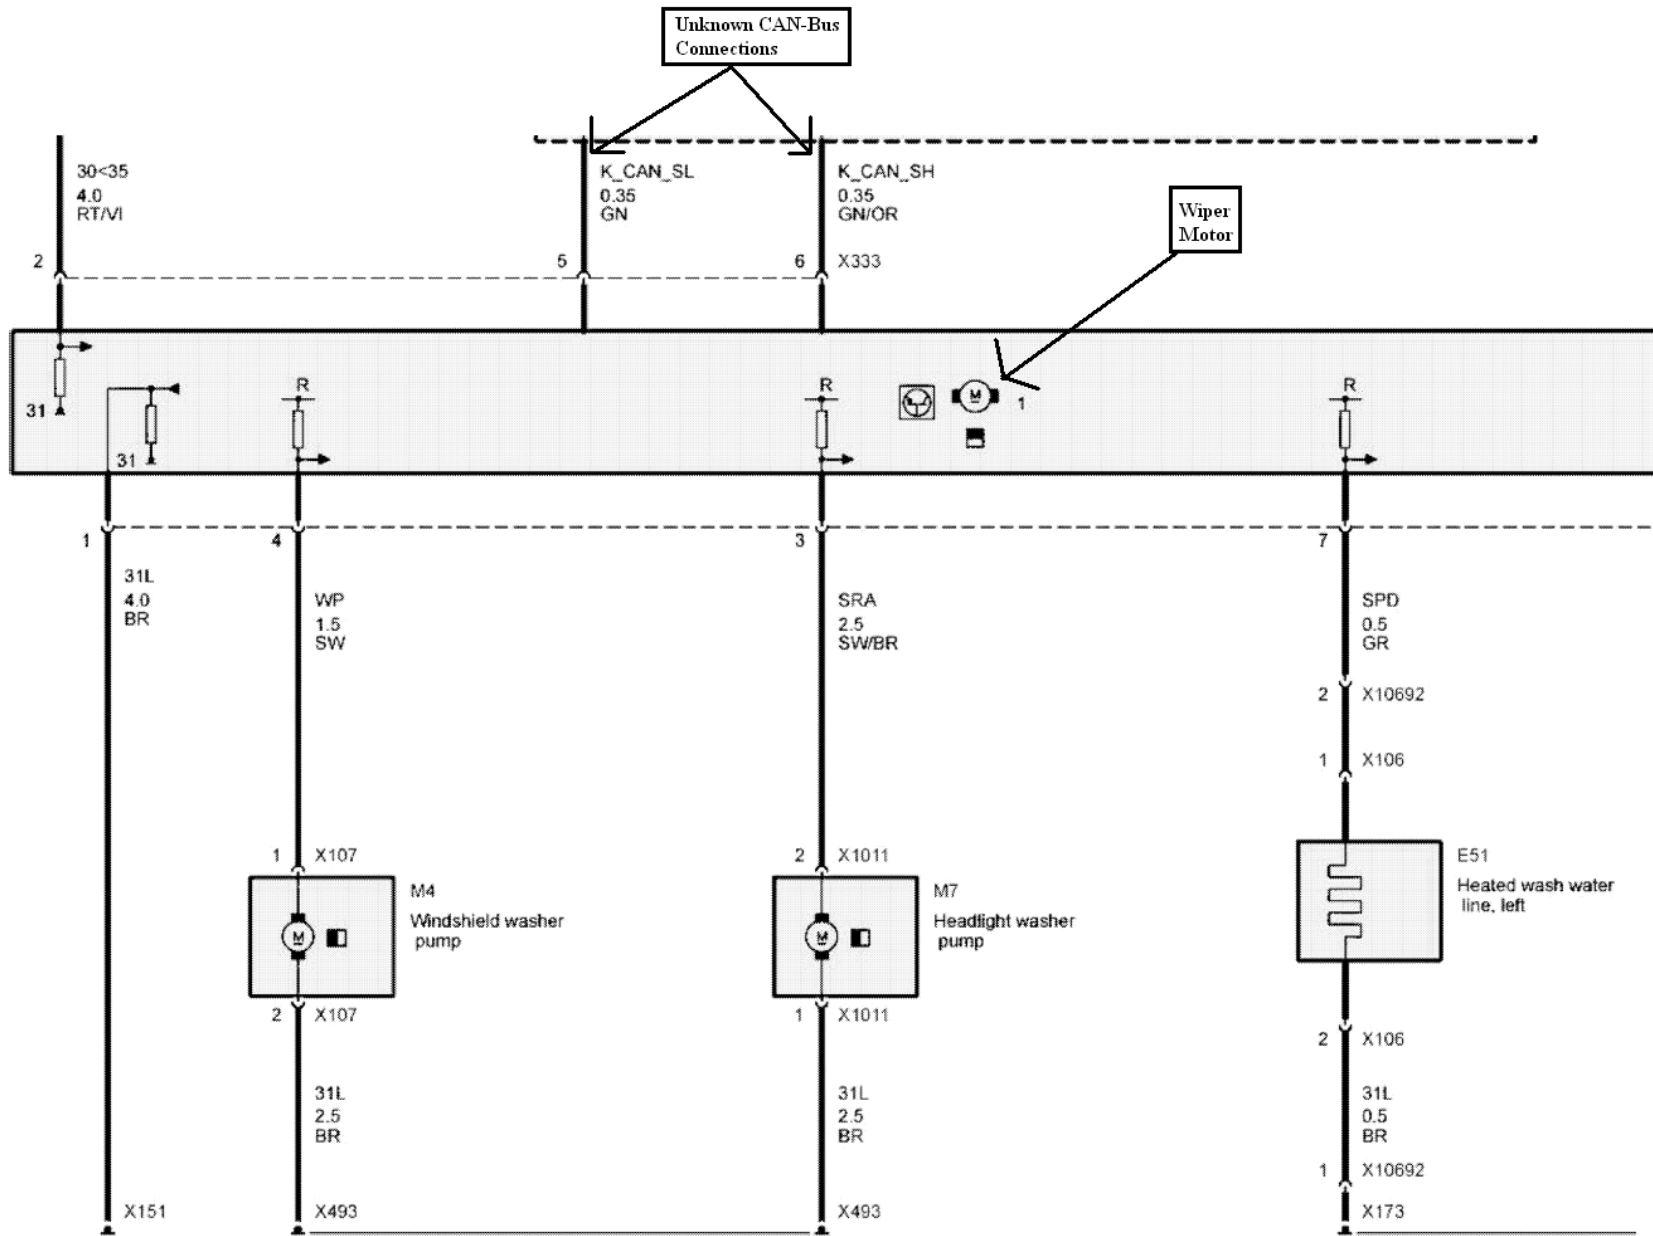 Unknown CAN-Bus
Connections
30<35
4.0
RT/VI
K_CAN_SL
0.35
GN
K_CAN_SH
0.35
GN/OR
Wiper
Motor
2
5
6
X333
31
31
R
R
M
1
R
1
4
3
7
31L
4.0
BR
WP
1.5
SW
SRA
2.5
SW/BR
SPD
0.5
GR
2
X10692
1
X106
1
X107
2
X1011
M4
Windshield washer
pump
M
M7
Headlight washer
pump
M
E51
Heated wash water
line, left
2
X107
1
X1011
2
X106
31L
2.5
BR
31L
2.5
BR
31L
0.5
BR
1
X10692
X151
X493
X493
X173